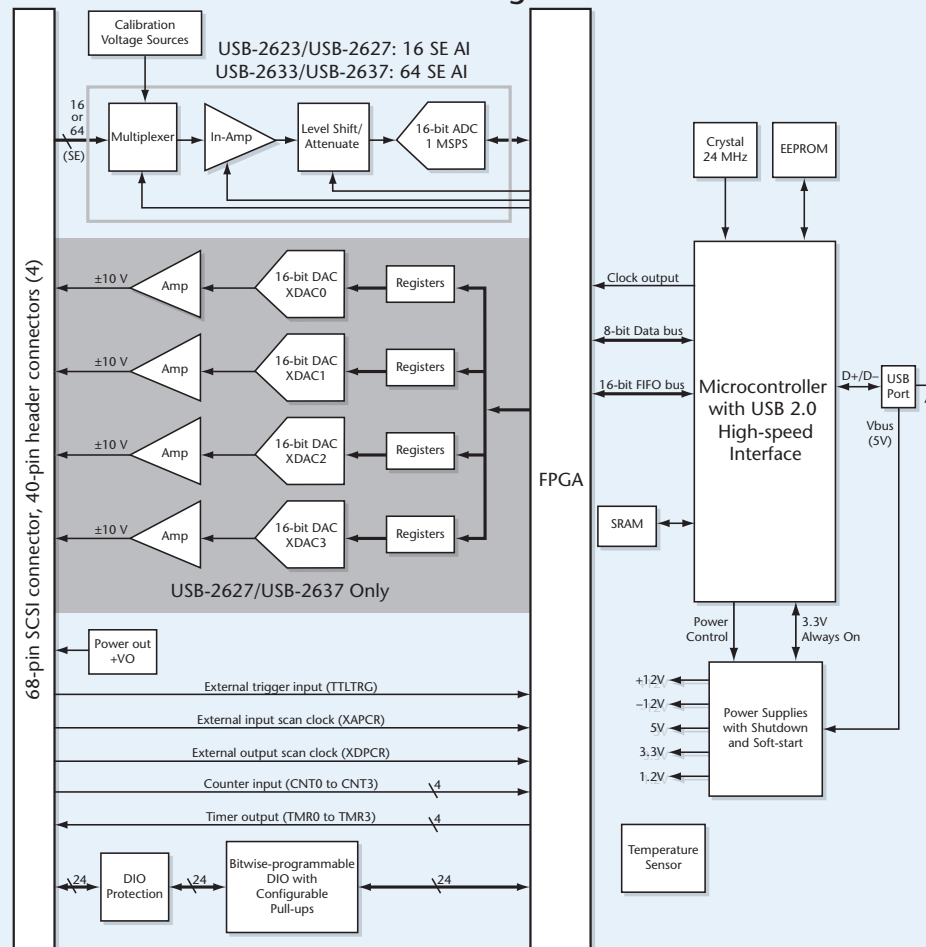 Calibration
Voltage Sources
USB-2623/USB-2627: 16 SE AI
USB-2633/USB-2637: 64 SE AI
16
or
64
(SE)
Multiplexer
In-Amp
Level Shift/
Attenuate
16-bit ADC
1 MSPS
Crystal
24 MHz
EEPROM
68-pin SCSI connector, 40-pin header connectors (4)
±10 V
Amp
16-bit DAC
XDAC0
Registers
±10 V
Amp
16-bit DAC
XDAC1
Registers
±10 V
Amp
16-bit DAC
XDAC2
Registers
±10 V
Amp
16-bit DAC
XDAC3
Registers
USB-2627/USB-2637 Only
FPGA
Clock output
8-bit Data bus
16-bit FIFO bus
Microcontroller
with USB 2.0
High-speed
Interface
D+/D–
USB
Port
Vbus
(5V)
SRAM
Power
Control
3.3V
Always On
Power out
+VO
External trigger input (TTLTRG)
External input scan clock (XAPCR)
External output scan clock (XDPCR)
Counter input (CNT0 to CNT3)
4
Timer output (TMR0 to TMR3)
4
+12V
–12V
5V
3.3V
1.2V
Power Supplies
with Shutdown
and Soft-start
24
DIO
Protection
24
Bitwise-programmable
DIO with
Configurable
Pull-ups
24
Temperature
Sensor